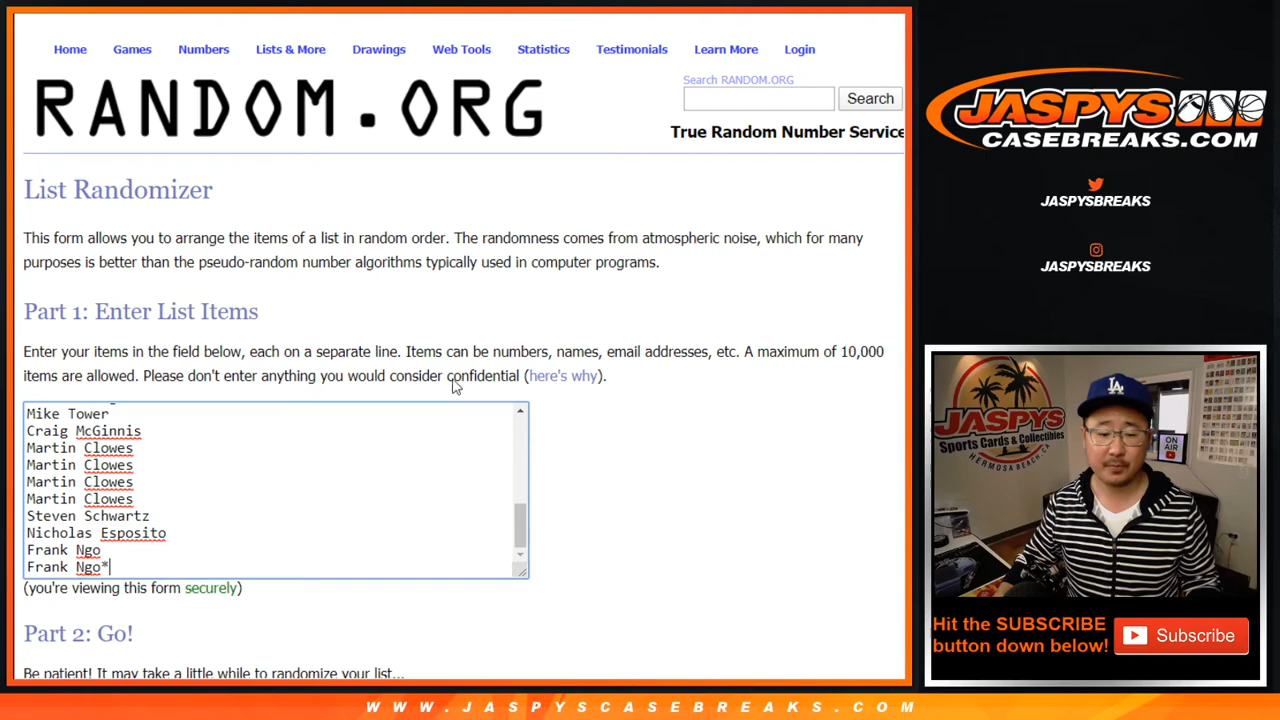 Home Games Numbers Lists & More Drawings Web Tools Statistics Testimonials Learn More Login
RANDOM.ORG
Search RANDOM.ORG
Search
True Random Number Service
List Randomizer
This form allows you to arrange the items of a list in random order. The randomness comes from atmospheric noise, which for many
purposes is better than the pseudo-random number algorithms typically used in computer programs.
Part 1: Enter List Items
Enter your items in the field below, each on a separate line. Items can be numbers, names, email addresses, etc. A maximum of 10,000
items are allowed. Please don't enter anything you would consider confidential (here's why).
Mike Tower
Craig McGinnis
Martin Clowes
Martin Clowes
Martin Clowes
Martin Clowes
Steven Schwartz
Nicholas Esposito
Frank Ngo
Frank Ngo*
(you're viewing this form securely)
Part 2: Go!
Be patient! It may take a little while to randomize your list...
JASPYS
CASEBREAKS.COM
JASPYSBREAKS
JASPYSBREAKS
JASPYS
Sports Cards & Collectibles
HERMOSA BEACH, CA
ON
AIR
LA
Hit the SUBSCRIBE
button down below!
Subscribe
WWW.JASPYSCASEBREAKS.COM